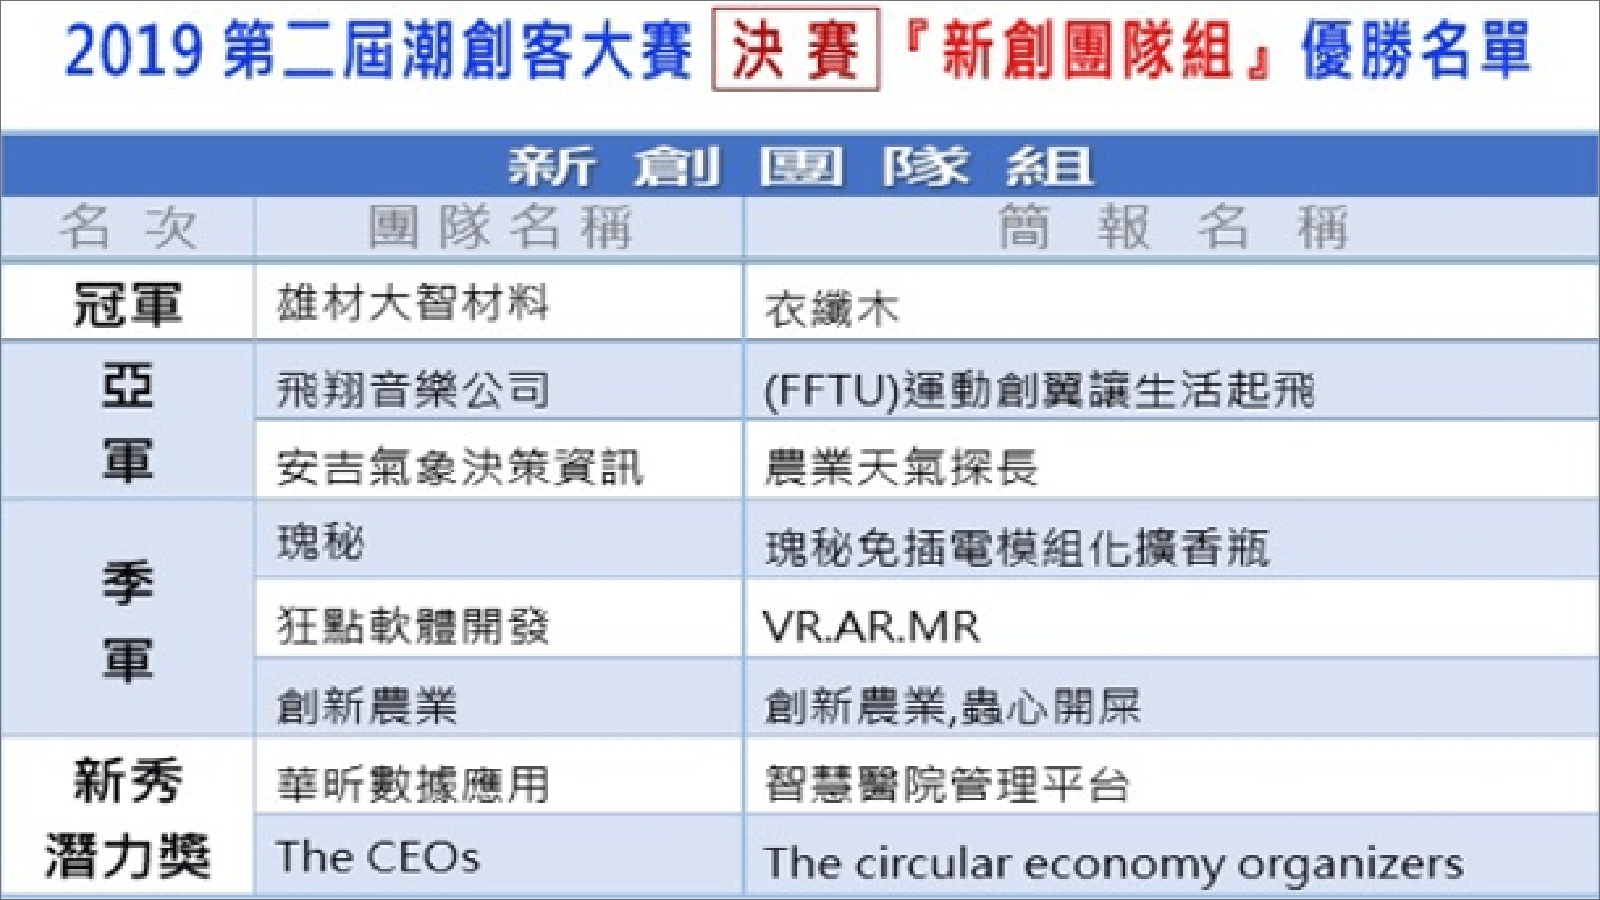 2019 第二屆潮創客大賽 決賽『新創團隊組』優勝名單
新創團隊組
名次 團隊名稱 簡報名稱
冠軍 雄材大智材料 衣纖木
亞軍 飛翔音樂公司 (FFTU)運動創翼讓生活起飛
安吉氣象決策資訊 農業天氣探長
季軍 瑰秘 瑰秘免插電模組化擴香瓶
狂點軟體開發 VR.AR.MR
創新農業 創新農業,蟲心開屎
新秀潛力獎 華昕數據應用 智慧醫院管理平台
The CEOs The circular economy organizers